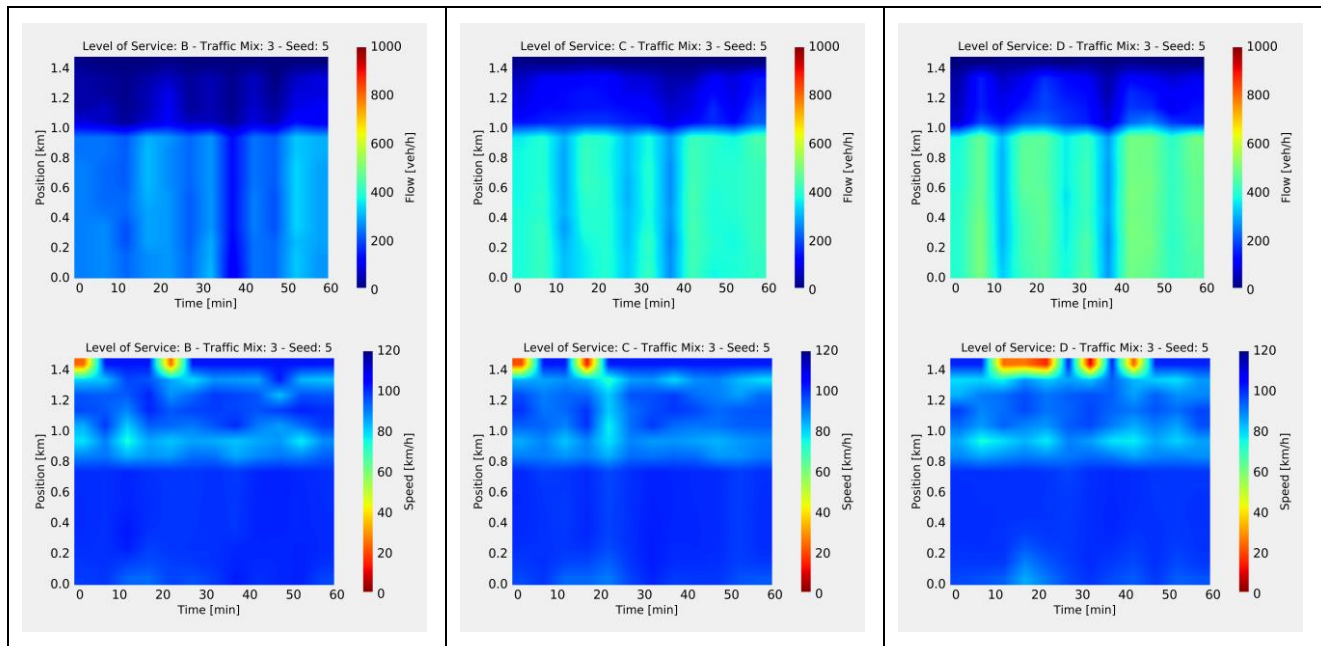 Level of Service: B - Traffic Mix: 3 - Seed: 5
1.4
1.2
1.0
0.8
0.6
0.4
0.2
0.0
Position [km]
0 10 20 30 40 50 60
Time [min]
1000
800
600
400
200
0
Flow [veh/h]
Level of Service: C - Traffic Mix: 3 - Seed: 5
1.4
1.2
1.0
0.8
0.6
0.4
0.2
0.0
Position [km]
0 10 20 30 40 50 60
Time [min]
1000
800
600
400
200
0
Flow [veh/h]
Level of Service: D - Traffic Mix: 3 - Seed: 5
1.4
1.2
1.0
0.8
0.6
0.4
0.2
0.0
Position [km]
0 10 20 30 40 50 60
Time [min]
1000
800
600
400
200
0
Flow [veh/h]
Level of Service: B - Traffic Mix: 3 - Seed: 5
1.4
1.2
1.0
0.8
0.6
0.4
0.2
0.0
Position [km]
0 10 20 30 40 50 60
Time [min]
120
100
80
60
40
20
0
Speed [km/h]
Level of Service: C - Traffic Mix: 3 - Seed: 5
1.4
1.2
1.0
0.8
0.6
0.4
0.2
0.0
Position [km]
0 10 20 30 40 50 60
Time [min]
120
100
80
60
40
20
0
Speed [km/h]
Level of Service: D - Traffic Mix: 3 - Seed: 5
1.4
1.2
1.0
0.8
0.6
0.4
0.2
0.0
Position [km]
0 10 20 30 40 50 60
Time [min]
120
100
80
60
40
20
0
Speed [km/h]